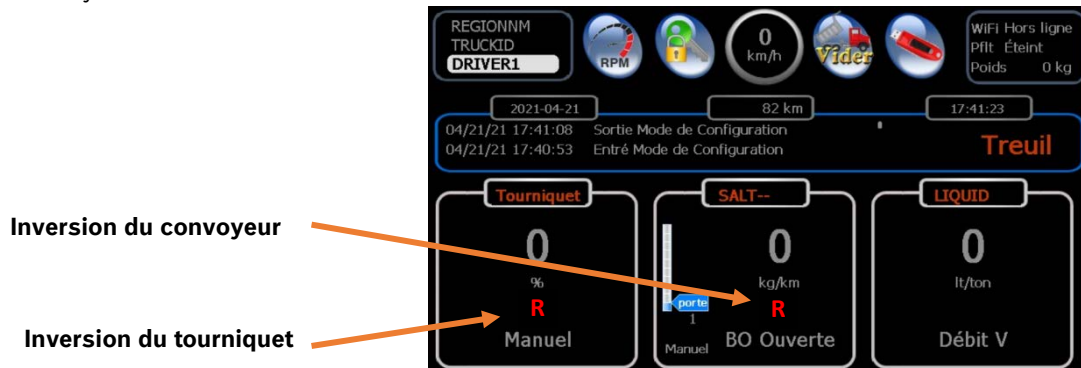 REGIONNM
TRUCKID
DRIVER1
RPM
0
km/h
Vider
WiFi Hors ligne
Pflt Éteint
Poids 0 kg
2021-04-21
82 km
17:41:23
04/21/21 17:41:08 Sortie Mode de Configuration
04/21/21 17:40:53 Entré Mode de Configuration
Treuil
Tourniquet
SALT--
LIQUID
Inversion du convoyeur
0
0
0
%
kg/km
lt/ton
R
porte
R
1
Inversion du tourniquet
Manuel
Manuel
BO Ouverte
Débit V